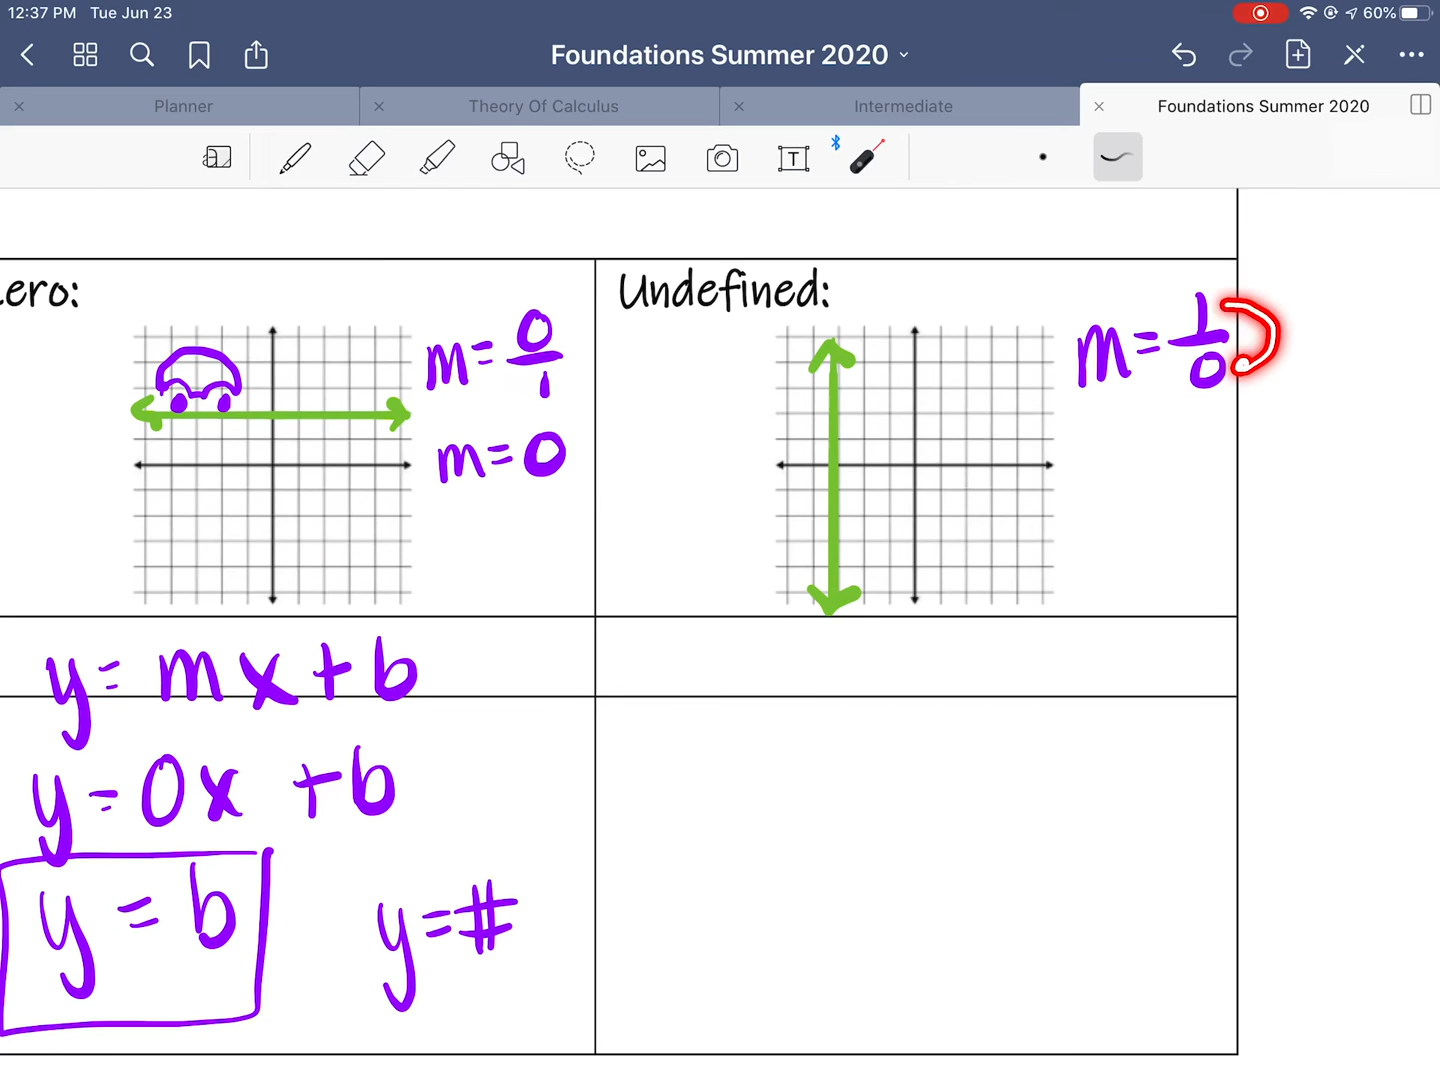 12:37 PM Tue Jun 23
60%
Foundations Summer 2020
Planner
Theory Of Calculus
Intermediate
Foundations Summer 2020
T
ero:
m = 0/1
m = 0
Undefined:
m = 1/0
y = mx + b
y = 0x + b
y = b
y = #